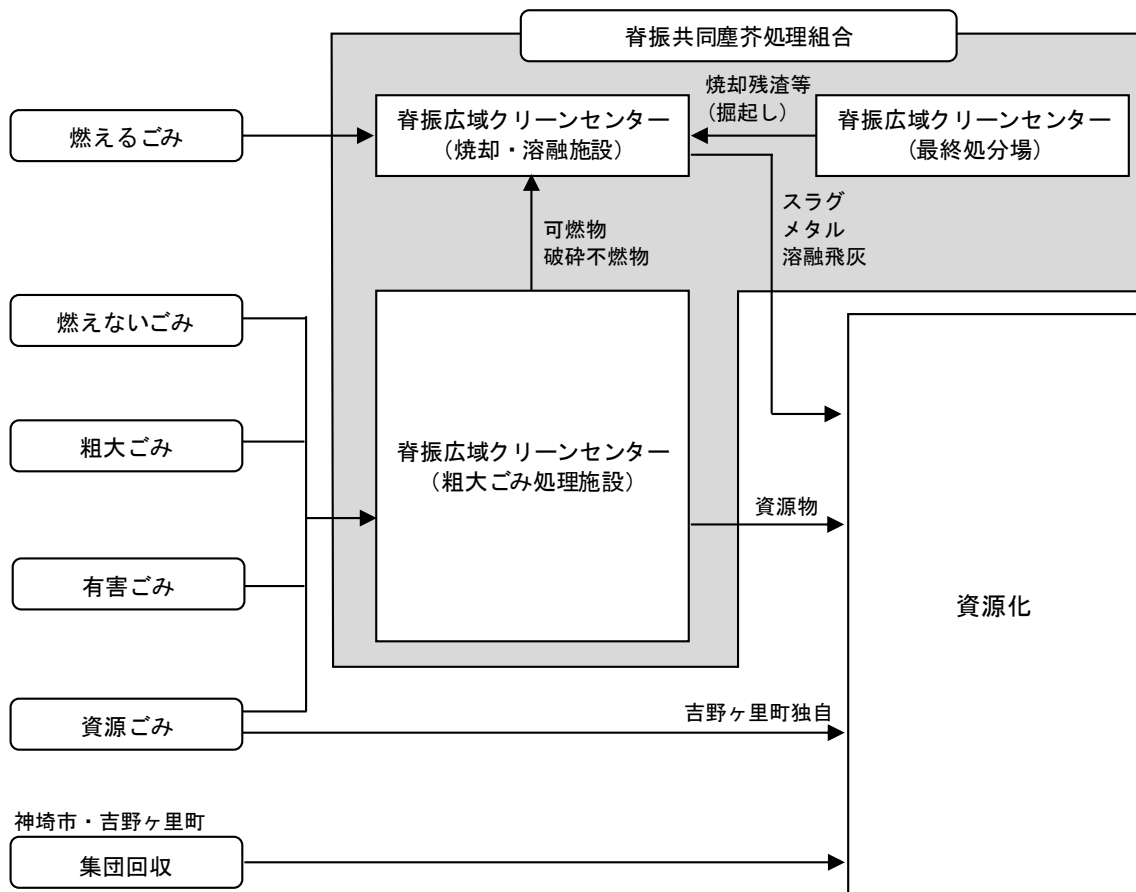 脊振共同塵芥処理組合
燃えるごみ
脊振広域クリーンセンター
（焼却・溶融施設）
焼却残渣等
（掘起し）
脊振広域クリーンセンター
（最終処分場）
可燃物
破砕不燃物
スラグ
メタル
溶融飛灰
燃えないごみ
粗大ごみ
有害ごみ
資源ごみ
脊振広域クリーンセンター
（粗大ごみ処理施設）
資源物
資源化
吉野ヶ里町独自
神埼市・吉野ヶ里町
集団回収